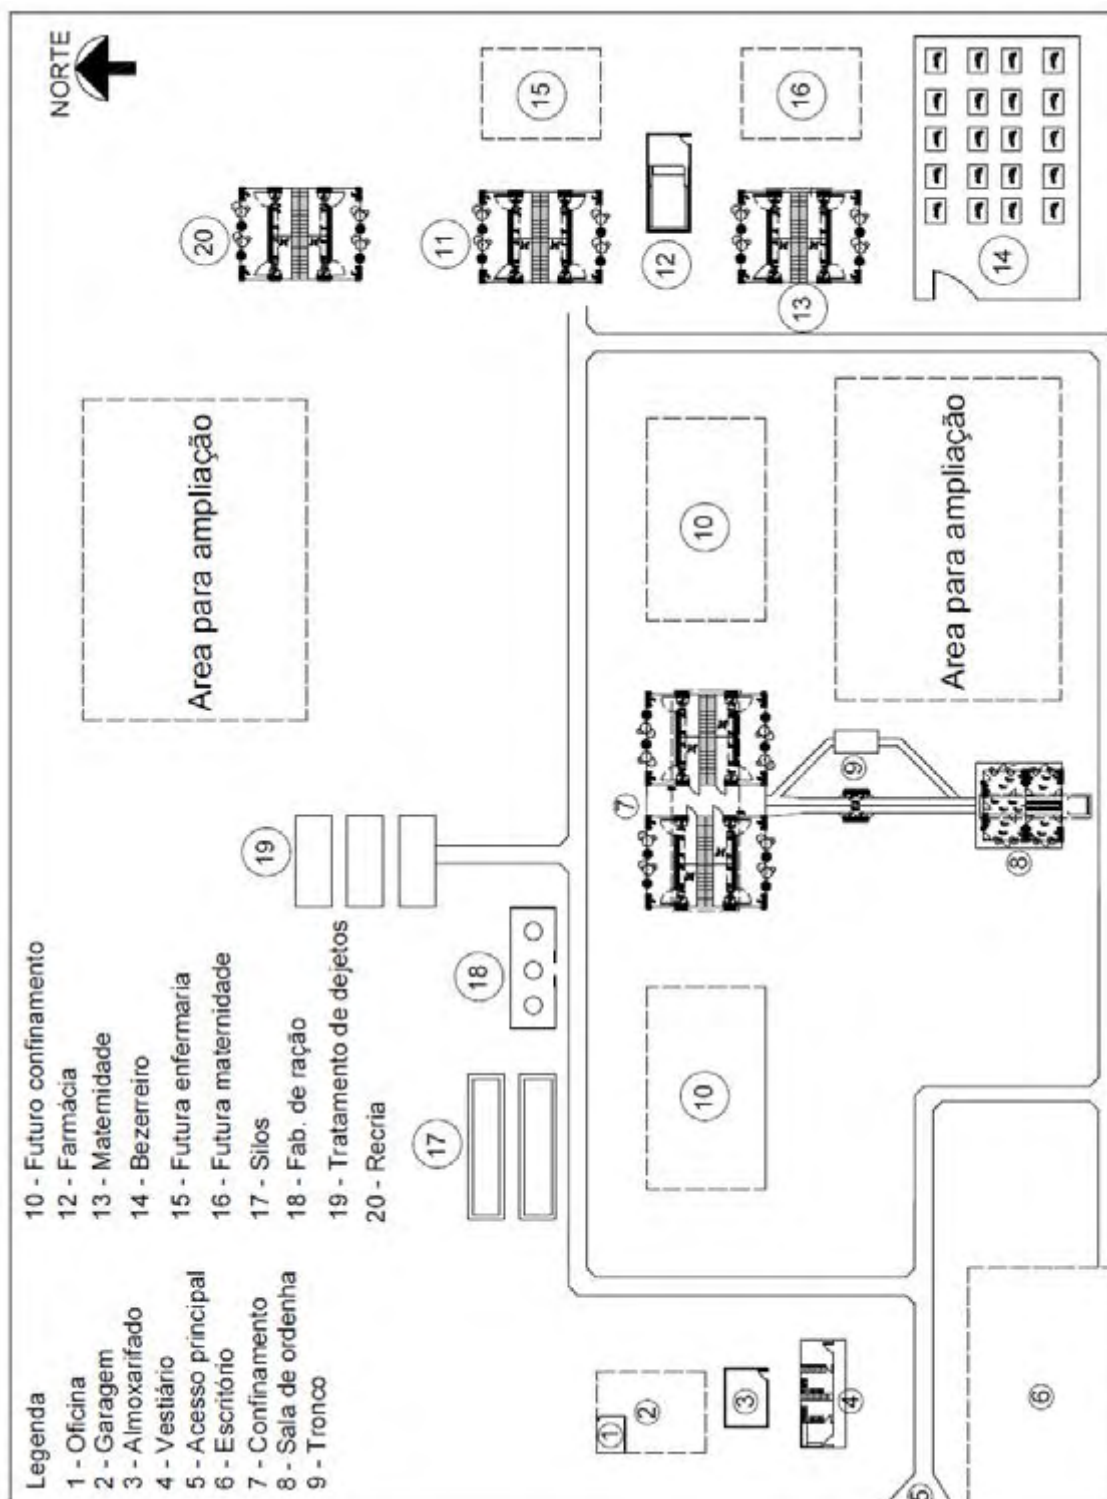 NORTE
Legenda
1 - Oficina
2 - Garagem
3 - Almoxarifado
4 - Vestiário
5 - Acesso principal
6 - Escritório
7 - Confinamento
8 - Sala de ordenha
9 - Tronco
10 - Futuro confinamento
12 - Farmácia
13 - Maternidade
14 - Bezerreiro
15 - Futura enfermaria
16 - Futura maternidade
17 - Silos
18 - Fab. de ração
19 - Tratamento de dejetos
20 - Recria
Area para ampliação
Area para ampliação
1
2
3
4
5
6
7
8
9
10
10
11
12
13
14
15
16
17
18
19
20